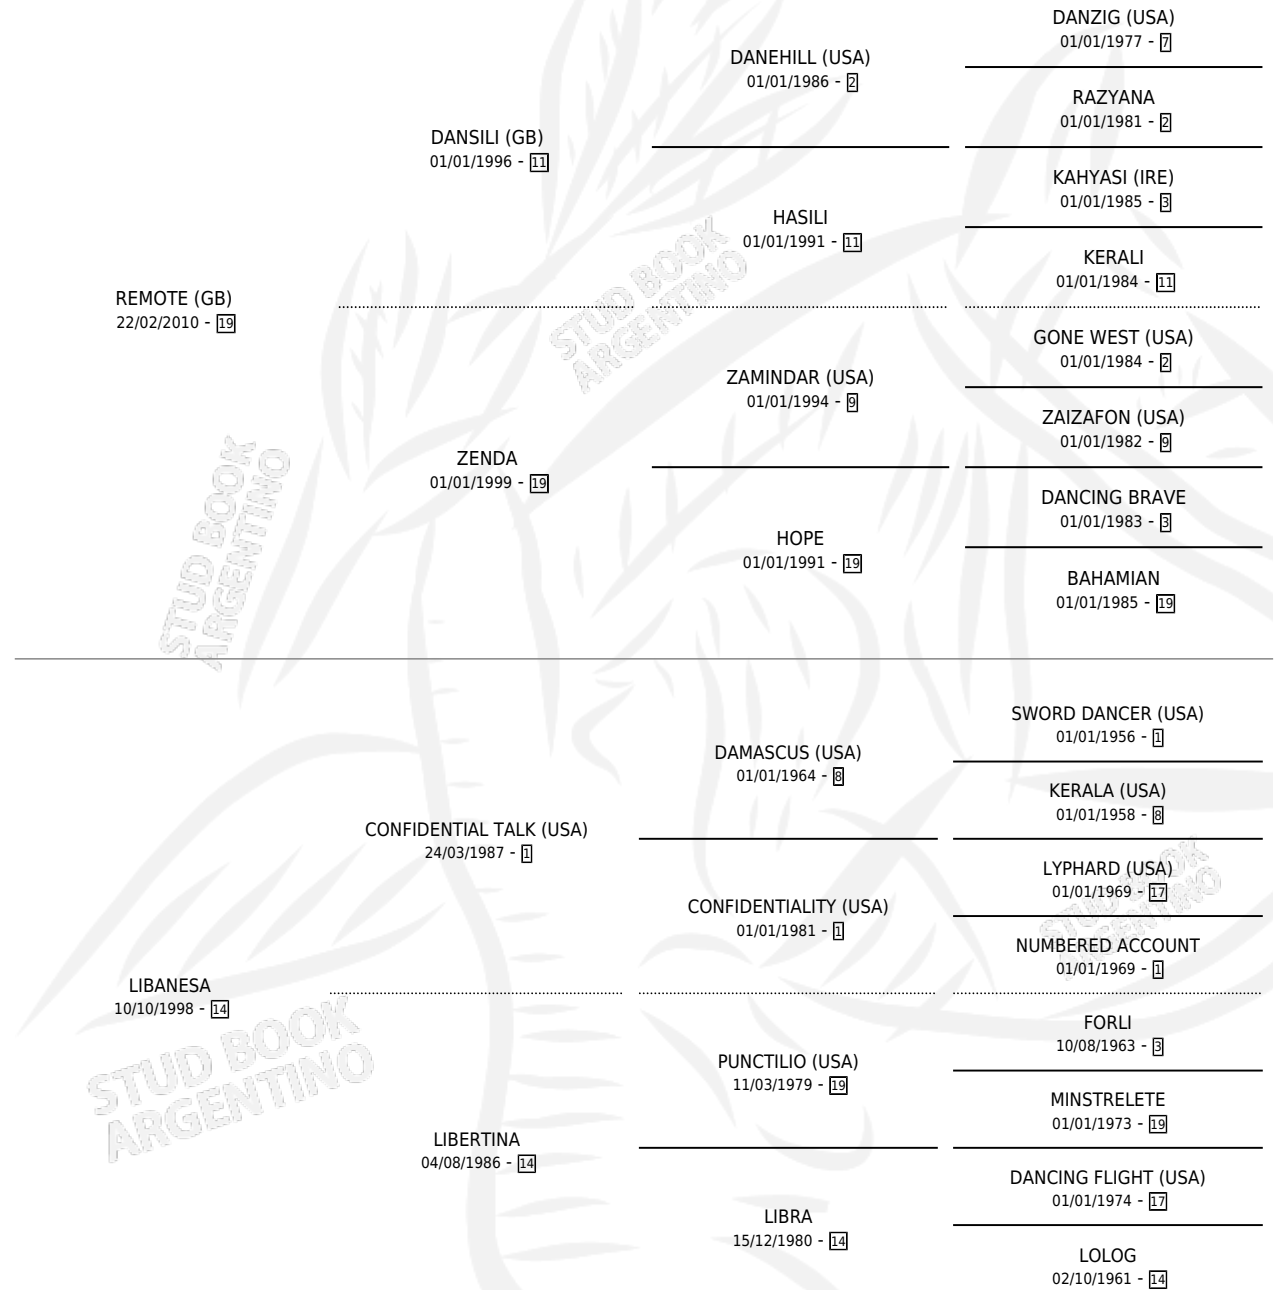 DANZIG (USA)
01/01/1977 - 7
DANEHILL (USA)
01/01/1986 - 2
RAZYANA
01/01/1981 - 2
DANSILI (GB)
01/01/1996 - 11
KAHYASI (IRE)
01/01/1985 - 3
HASILI
01/01/1991 - 11
KERALI
01/01/1984 - 11
REMOTE (GB)
22/02/2010 - 19
GONE WEST (USA)
01/01/1984 - 2
ZAMINDAR (USA)
01/01/1994 - 9
ZAIZAFON (USA)
01/01/1982 - 9
ZENDA
01/01/1999 - 19
DANCING BRAVE
01/01/1983 - 3
HOPE
01/01/1991 - 19
BAHAMIAN
01/01/1985 - 19
SWORD DANCER (USA)
01/01/1956 - 1
DAMASCUS (USA)
01/01/1964 - 8
KERALA (USA)
01/01/1958 - 8
CONFIDENTIAL TALK (USA)
24/03/1987 - 1
LYPHARD (USA)
01/01/1969 - 17
CONFIDENTIALITY (USA)
01/01/1981 - 1
NUMBERED ACCOUNT
01/01/1969 - 1
LIBANESA
10/10/1998 - 14
FORLI
10/08/1963 - 3
PUNCTILIO (USA)
11/03/1979 - 19
MINSTRELETE
01/01/1973 - 19
LIBERTINA
04/08/1986 - 14
DANCING FLIGHT (USA)
01/01/1974 - 17
LIBRA
15/12/1980 - 14
LOLOG
02/10/1961 - 14
STUD BOOK
ARGENTINO
STUD BOOK
ARGENTINO
STUD BOOK
ARGENTINO
STUD BOOK
ARGENTINO